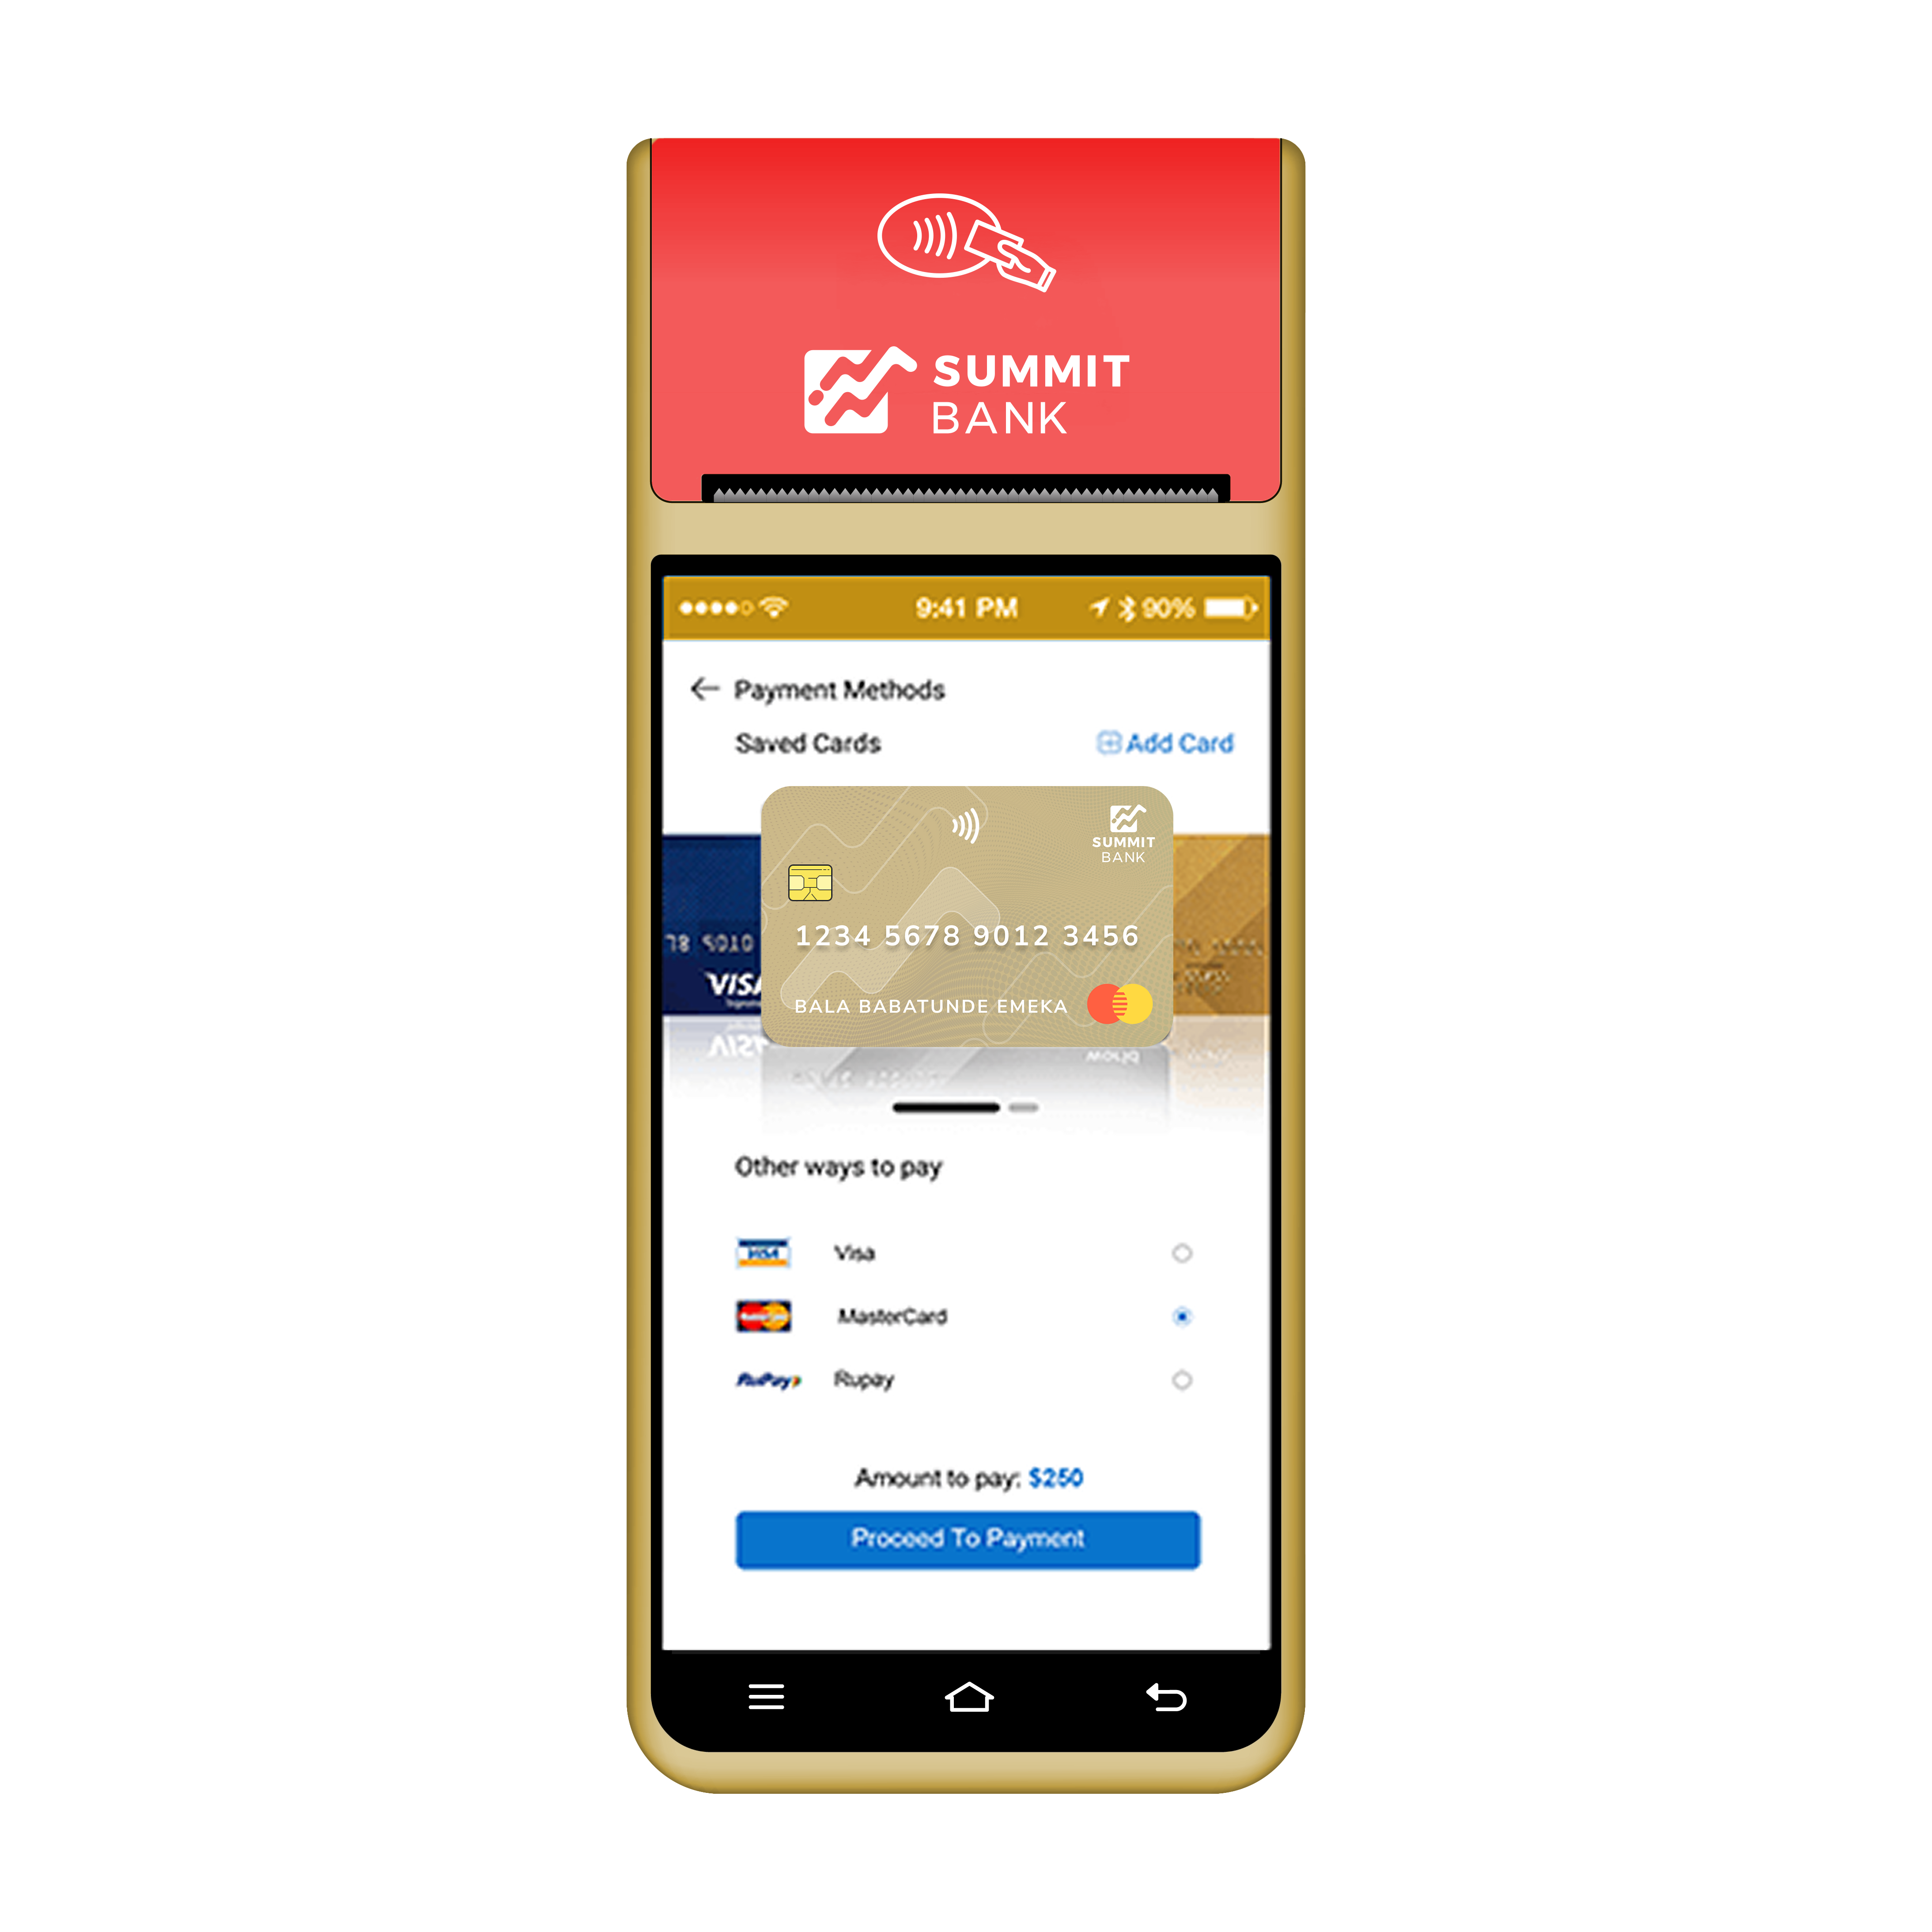 SUMMIT
BANK
9:41 PM
90%
Payment Methods
Saved Cards
Add Card
SUMMIT
BANK
1234 5678 9012 3456
VISA
BALA BABATUNDE EMEKA
Other ways to pay
VISA
Visa
MasterCard
RuPay
Rupay
Amount to pay: $250
Proceed To Payment